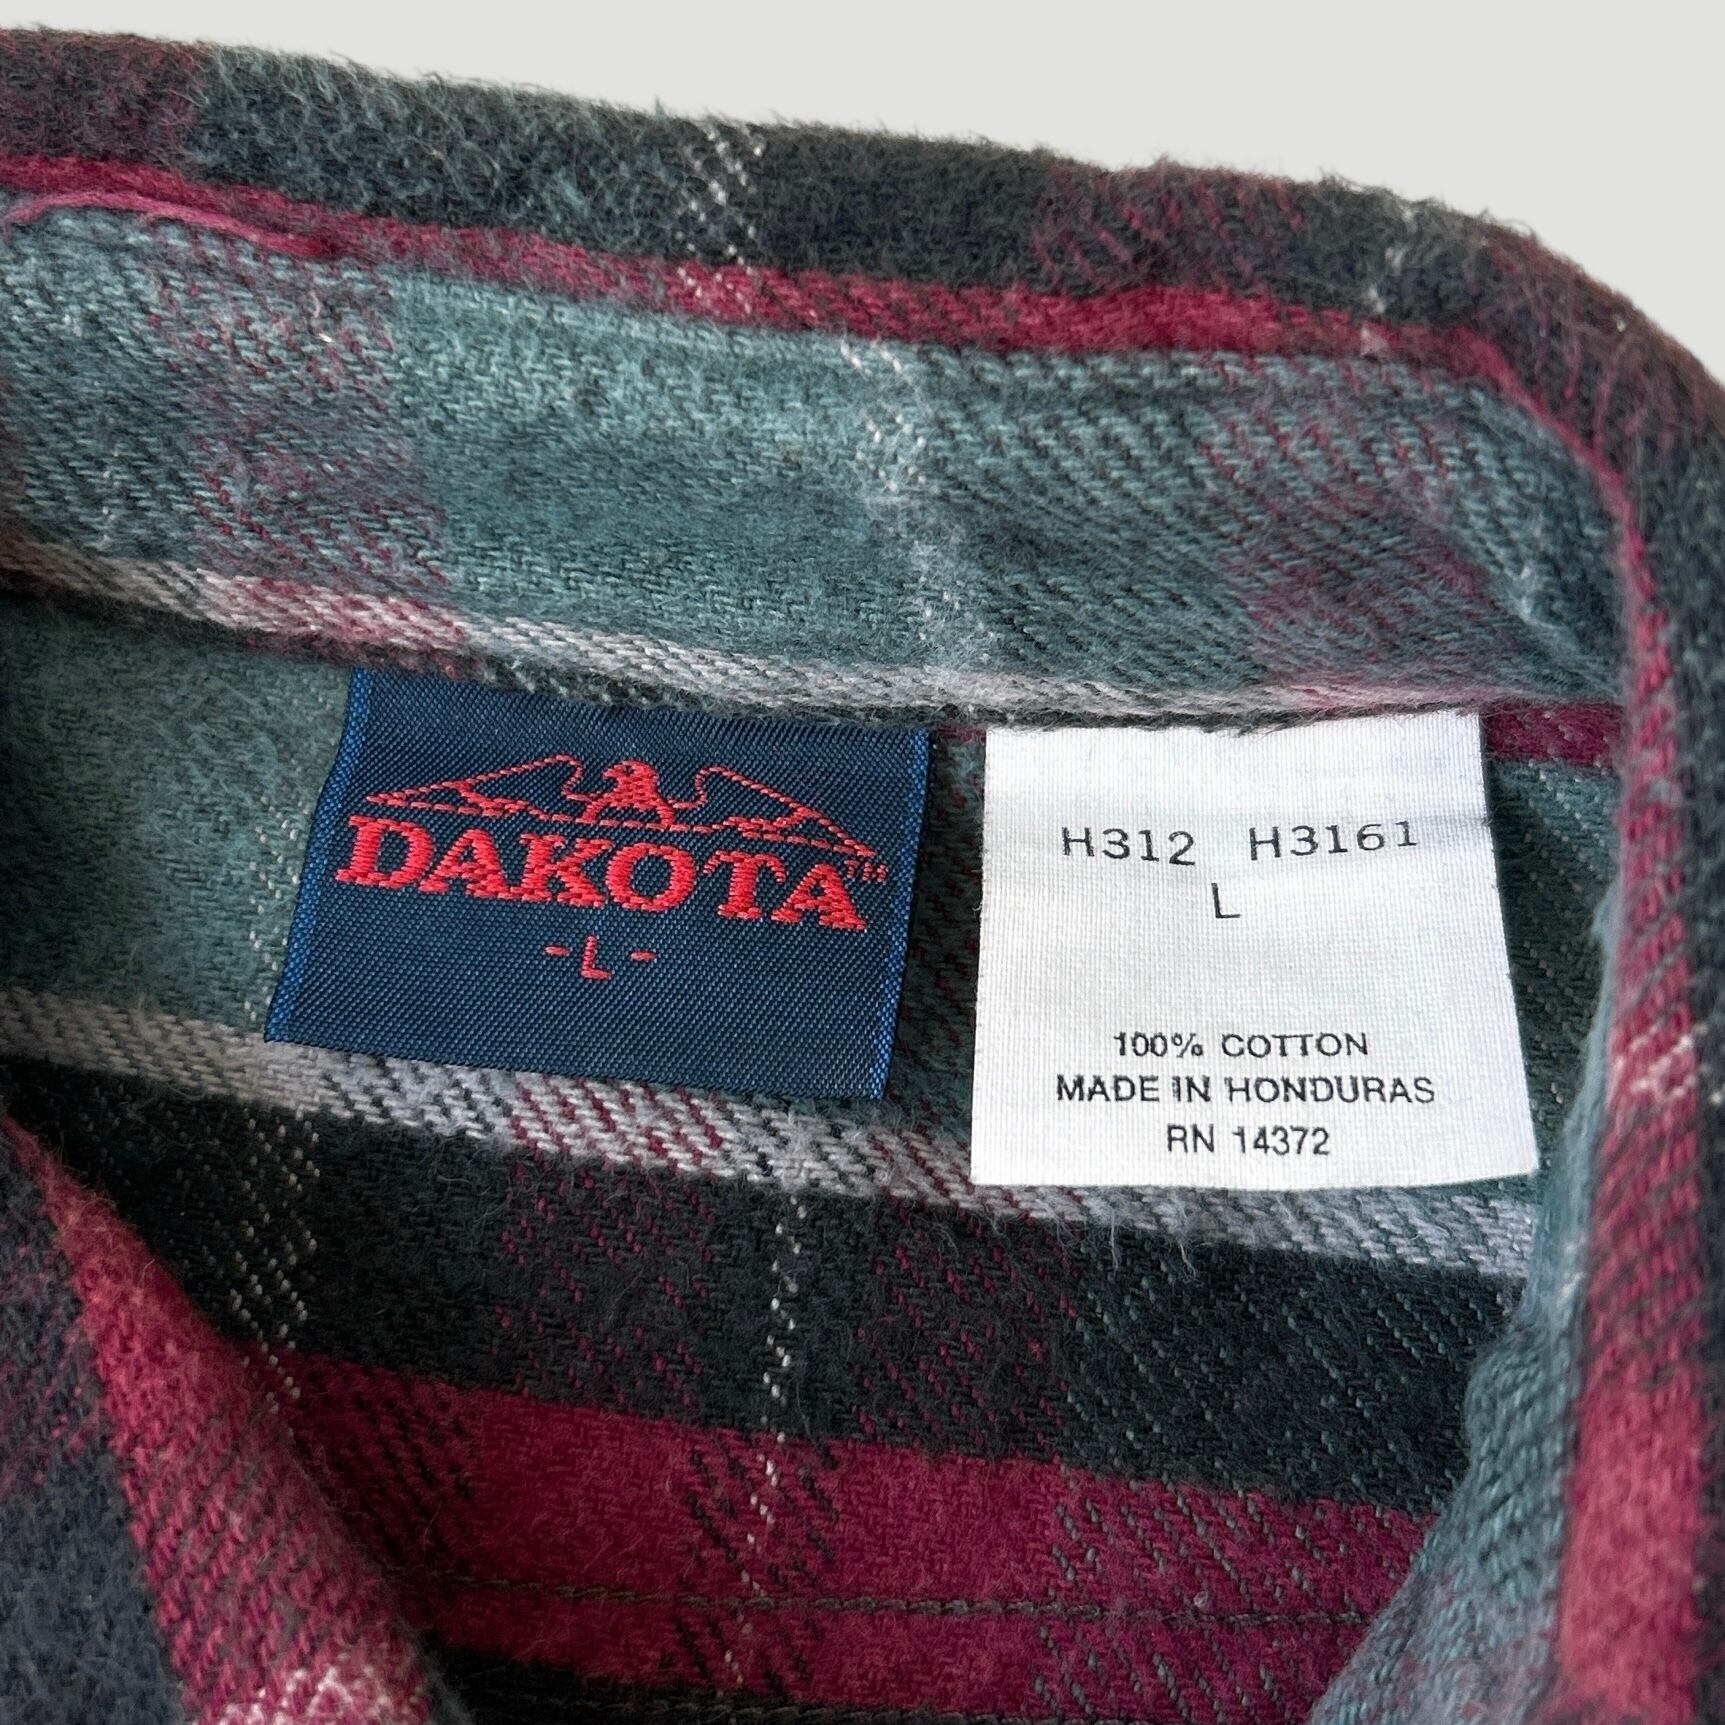 DAKOTA™
-L-
H312 H3161
L
100% COTTON
MADE IN HONDURAS
RN 14372